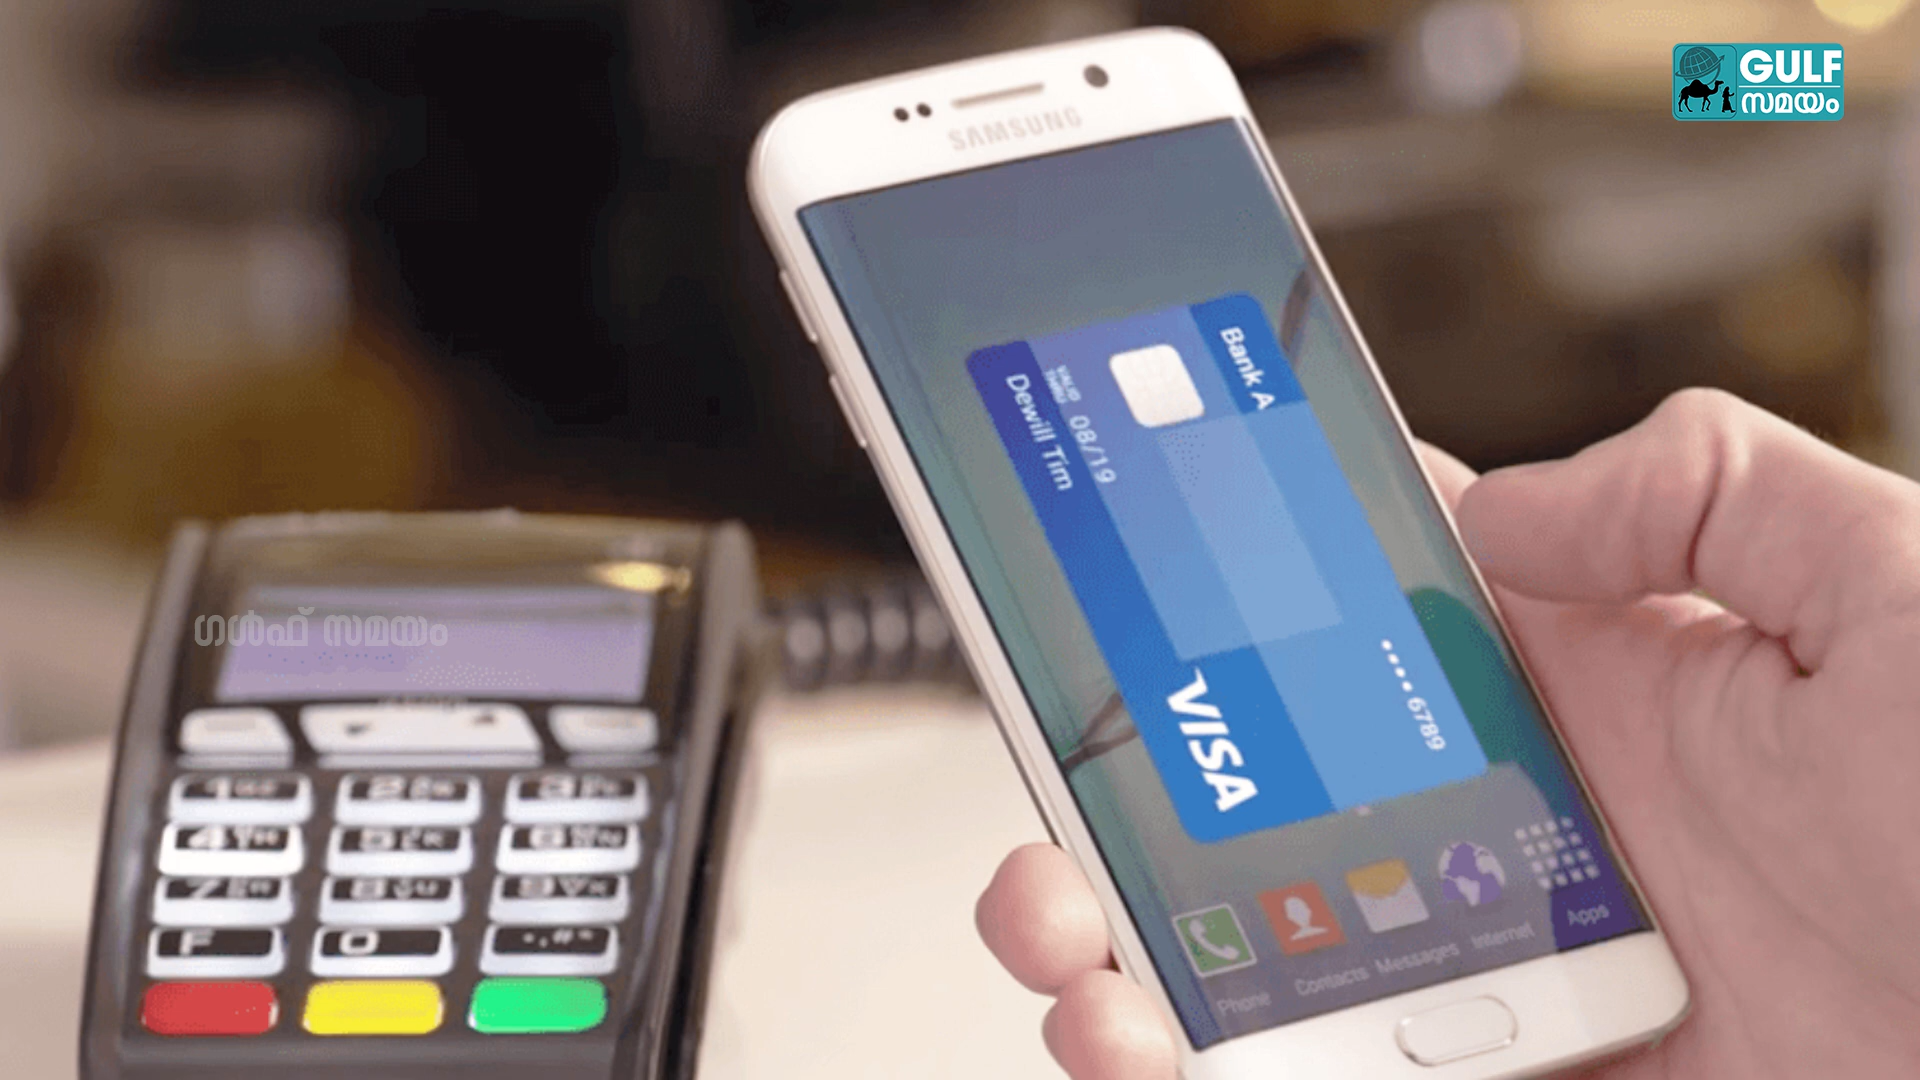 GULF
സമയം
SAMSUNG
Bank A
VALID
THRU 08/19
Dewill Tim
•••• 6789
VISA
ഗൾഫ് സമയം
Phone
Contacts
Messages
Internet
Apps
F
0